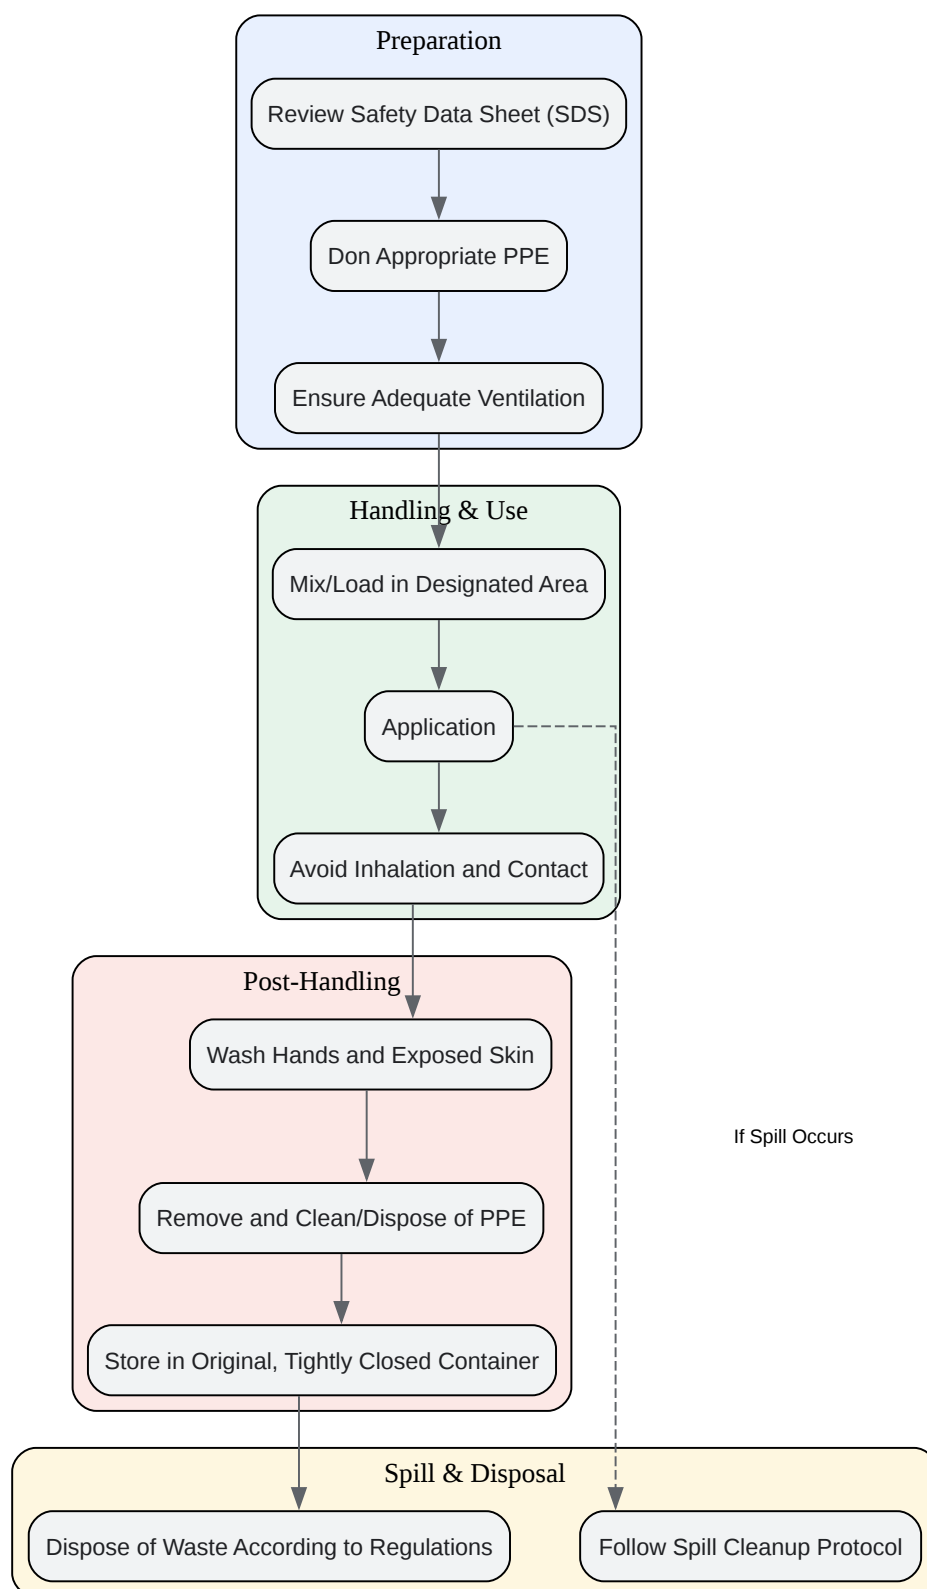 Preparation
Review Safety Data Sheet (SDS)
Don Appropriate PPE
Ensure Adequate Ventilation
Handling & Use
Mix/Load in Designated Area
Application
Avoid Inhalation and Contact
Post-Handling
Wash Hands and Exposed Skin
If Spill Occurs
Remove and Clean/Dispose of PPE
Store in Original, Tightly Closed Container
Spill & Disposal
Dispose of Waste According to Regulations
Follow Spill Cleanup Protocol